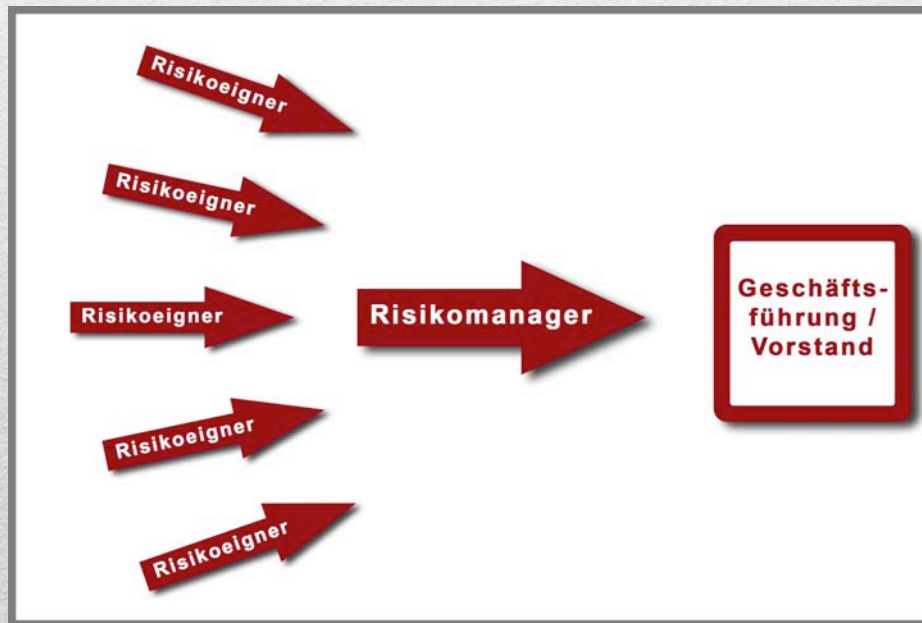 Risikoeigner
Risikoeigner
Risikoeigner
Risikoeigner
Risikoeigner
Risikomanager
Geschäfts-
führung /
Vorstand